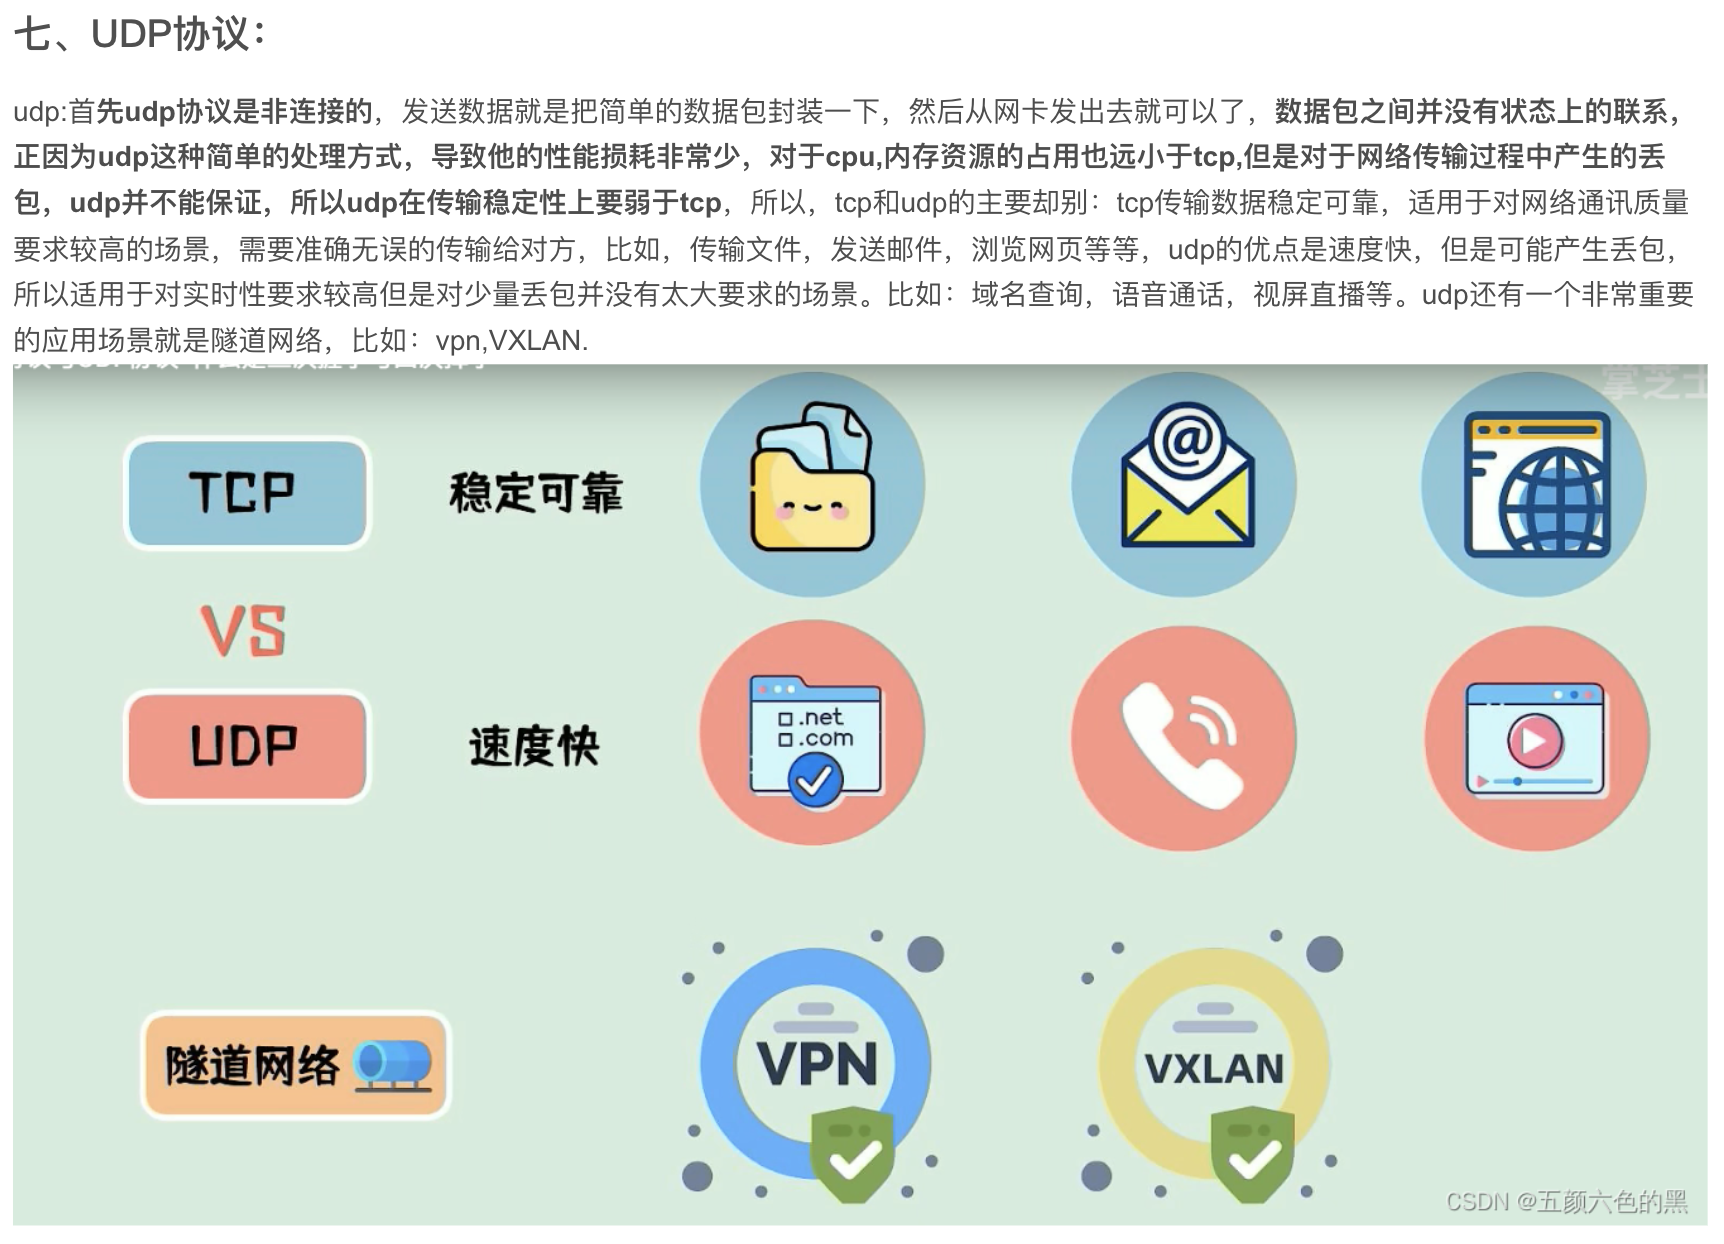 七、UDP协议：
udp:首先udp协议是非连接的，发送数据就是把简单的数据包封装一下，然后从网卡发出去就可以了，数据包之间并没有状态上的联系，
正因为udp这种简单的处理方式，导致他的性能损耗非常少，对于cpu,内存资源的占用也远小于tcp,但是对于网络传输过程中产生的丢
包，udp并不能保证，所以udp在传输稳定性上要弱于tcp，所以，tcp和udp的主要却别：tcp传输数据稳定可靠，适用于对网络通讯质量
要求较高的场景，需要准确无误的传输给对方，比如，传输文件，发送邮件，浏览网页等等，udp的优点是速度快，但是可能产生丢包，
所以适用于对实时性要求较高但是对少量丢包并没有太大要求的场景。比如：域名查询，语音通话，视屏直播等。udp还有一个非常重要
的应用场景就是隧道网络，比如：vpn,VXLAN.
掌芝士
TCP 稳定可靠
@
VS
UDP 速度快
.net
.com
隧道网络
VPN
VXLAN
CSDN @五颜六色的黑